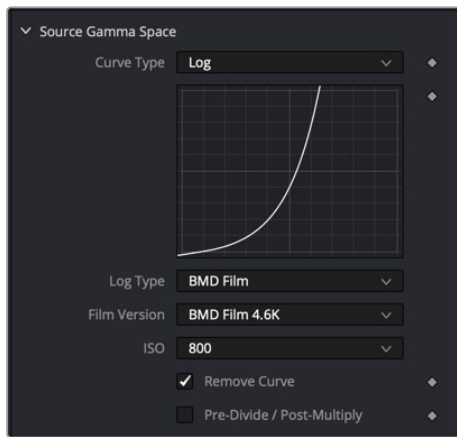 Source Gamma Space
Curve Type Log
Log Type BMD Film
Film Version BMD Film 4.6K
ISO 800
Remove Curve
Pre-Divide / Post-Multiply